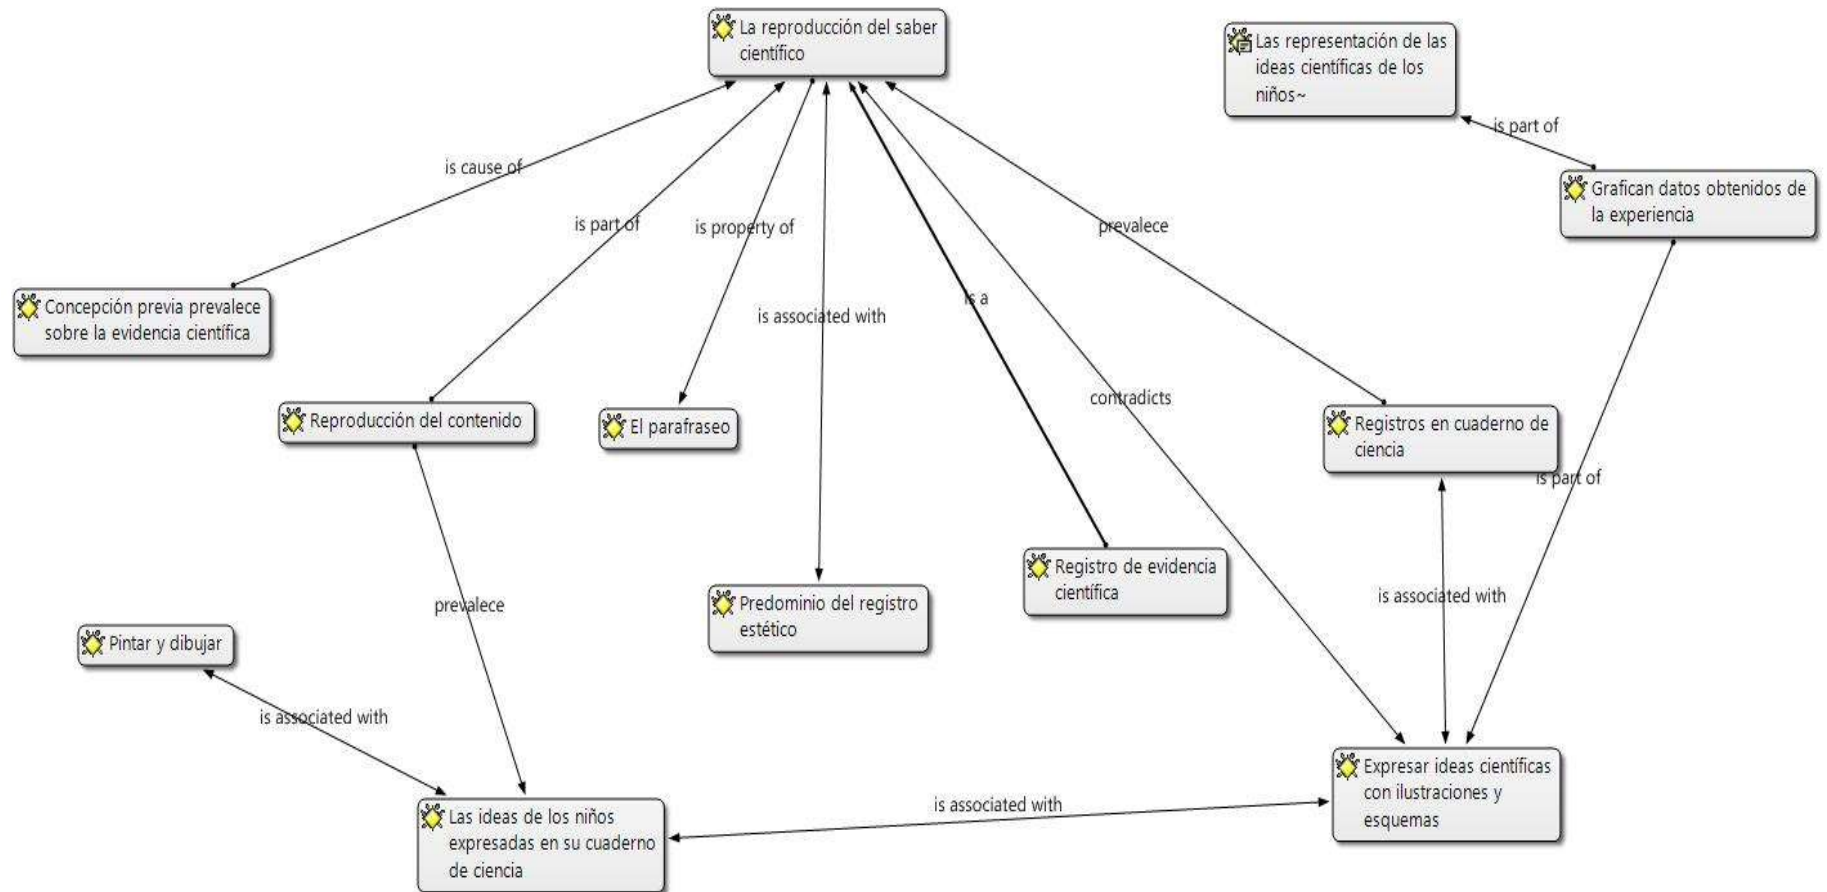 La reproducción del saber
científico
Las representación de las
ideas científicas de los
niños~
is part of
is cause of
Grafican datos obtenidos de
la experiencia
is part of
is property of
prevalece
Concepción previa prevalece
sobre la evidencia científica
is a
is associated with
contradicts
Reproducción del contenido
El parafraseo
Registros en cuaderno de
ciencia
is part of
Registro de evidencia
científica
is associated with
Predominio del registro
estético
prevalece
Pintar y dibujar
is associated with
Expresar ideas científicas
con ilustraciones y
esquemas
is associated with
Las ideas de los niños
expresadas en su cuaderno
de ciencia